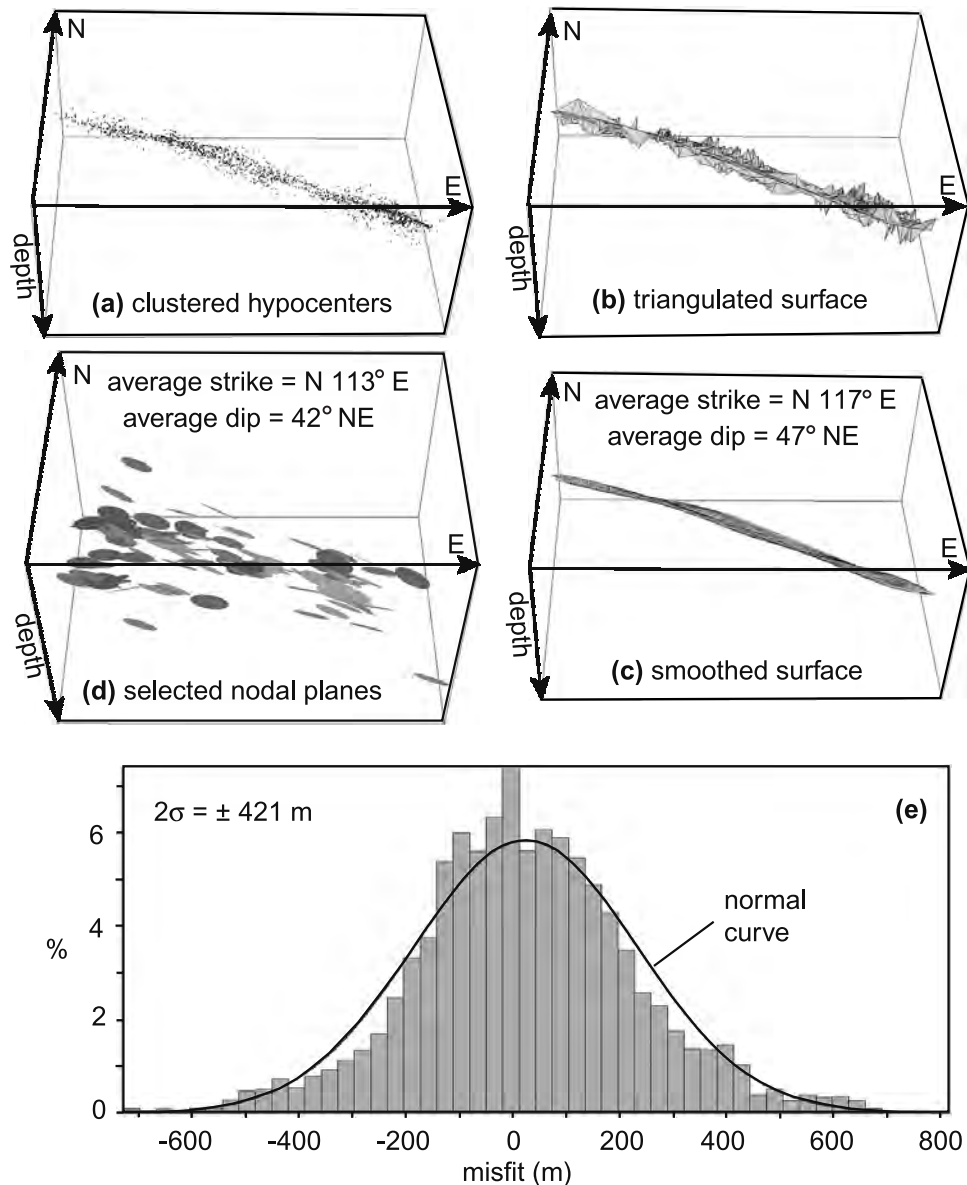 N
E
depth
(a) clustered hypocenters
N
E
depth
(b) triangulated surface
N
average strike = N 113° E
average dip = 42° NE
E
depth
(d) selected nodal planes
N
average strike = N 117° E
average dip = 47° NE
E
depth
(c) smoothed surface
2σ = ± 421 m
(e)
normal
curve
%
6
4
2
0
-600
-400
-200
0
200
400
600
800
misfit (m)